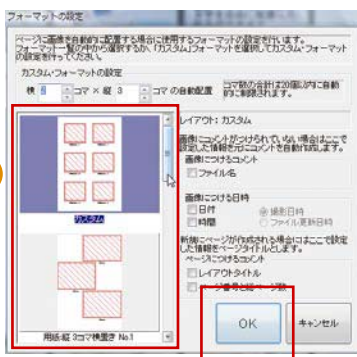 フォーマットの設定
ページに画像を自動的に配置する場合に使用するフォーマットの設定を行います。
フォーマット一覧の中から選択するか、「カスタム」フォーマットを選択してカスタム・フォーマット
の設定を行ってください。
カスタム・フォーマットの設定
横 2 コマ × 縦 3 コマ の自動配置
コマ数の合計は20個以内に自動
的に制限されます。
カスタム
用紙:縦 3コマ横置き No.1
レイアウト: カスタム
画像にコメントがつけられていない場合はここで
設定した情報を元にコメントを自動作成します。
画像につけるコメント
ファイル名
画像につける日時
日付
時間
撮影日時
ファイル更新日時
新規にページが作成される場合にはここで設定
した情報をページタイトルとします。
ページにつけるコメント
レイアウトタイトル
ページ番号と総ページ数
OK
キャンセル